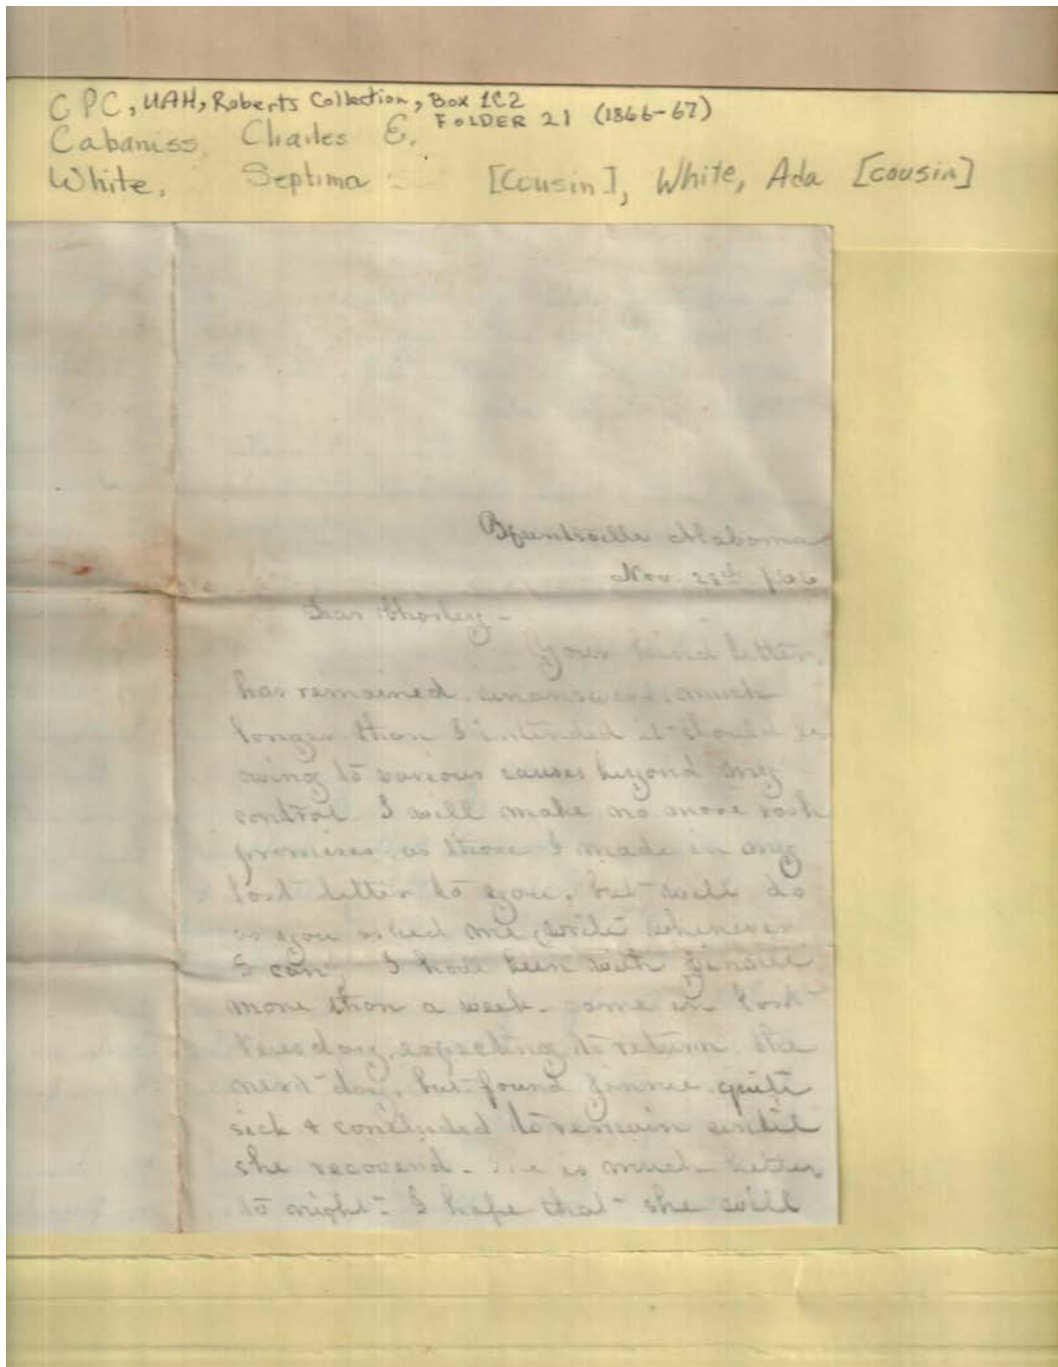 CPC, UAH, Roberts Collection, Box 1C2
FOLDER 21 (1866-67)
Cabaniss, Charles E.
White, Septima [Cousin], White, Ada [cousin]
Huntsville Alabama
Nov. 1866
Dear Charley -
Your kind letter,
has remained unanswered much
longer than I intended it should be
owing to various causes beyond my
control. I will make no more rash
promises, as those I made in my
last letter to you, but will do
as you asked me, write whenever
I can. I have been with Finnie
more than a week - came in last
Tuesday, expecting to return the
next day, but found Finnie quite
sick & concluded to remain until
she recoverd - She is much better
to night - I hope that she will